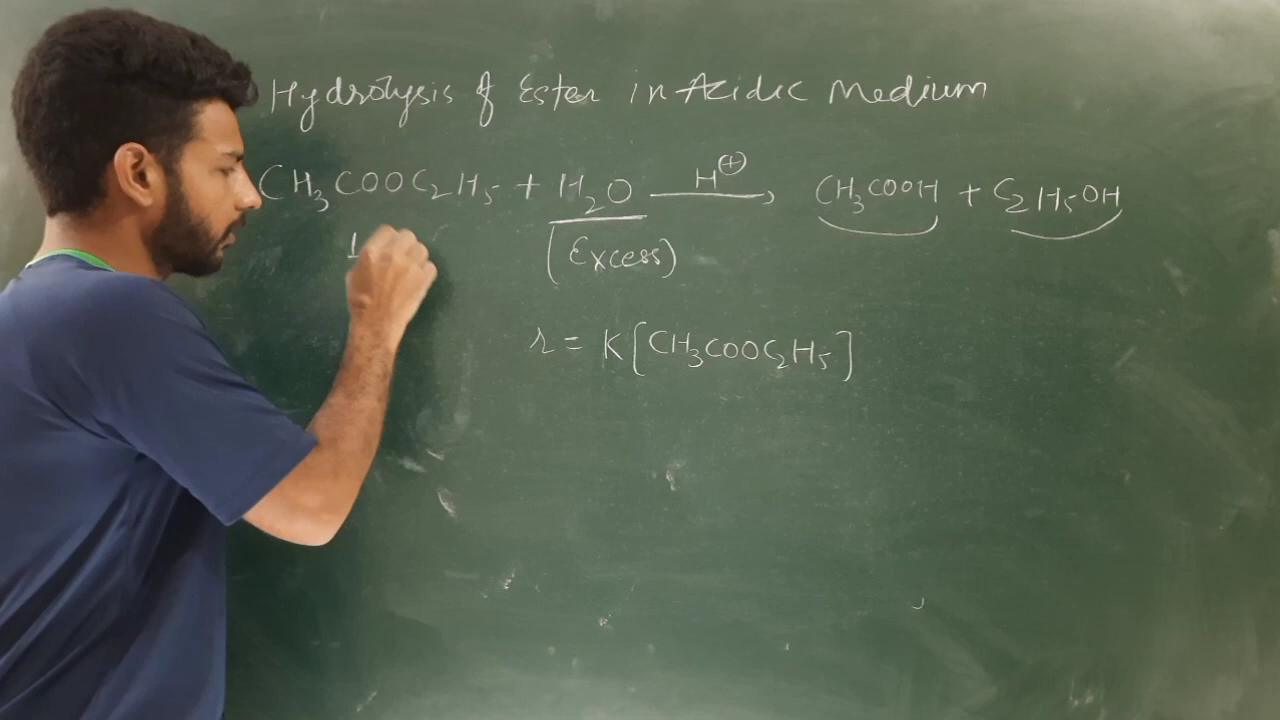 Hydrolysis of Ester in Acidic Medium
CH₃COOC₂H₅ + H₂O —H⊕→ CH₃COOH + C₂H₅OH
(Excess)
r = K[CH₃COOC₂H₅]